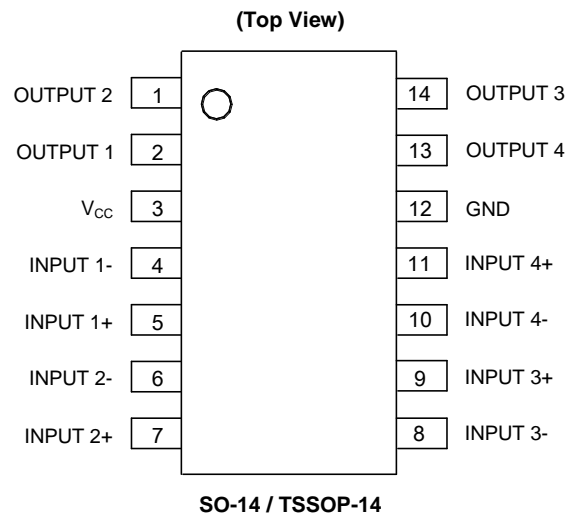 (Top View)
OUTPUT 2 1 14 OUTPUT 3
OUTPUT 1 2 13 OUTPUT 4
VCC 3 12 GND
INPUT 1- 4 11 INPUT 4+
INPUT 1+ 5 10 INPUT 4-
INPUT 2- 6 9 INPUT 3+
INPUT 2+ 7 8 INPUT 3-
SO-14 / TSSOP-14